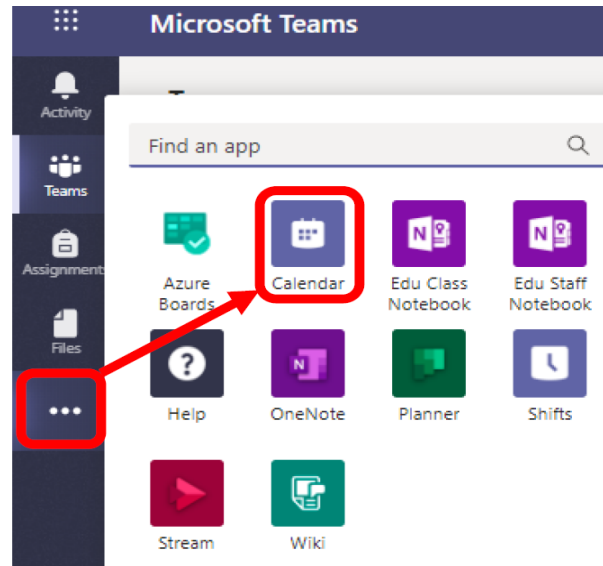 Microsoft Teams
Activity
Find an app
Teams
Azure Boards
Calendar
Edu Class Notebook
Edu Staff Notebook
Assignment
Files
Help
OneNote
Planner
Shifts
Stream
Wiki